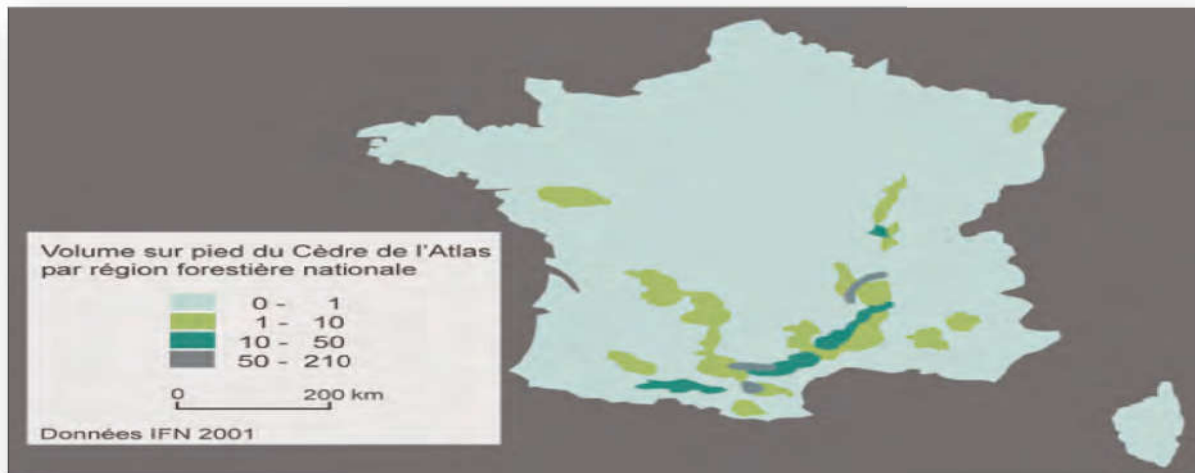 Volume sur pied du Cèdre de l'Atlas
par région forestière nationale
0 - 1
1 - 10
10 - 50
50 - 210
0 200 km
Données IFN 2001